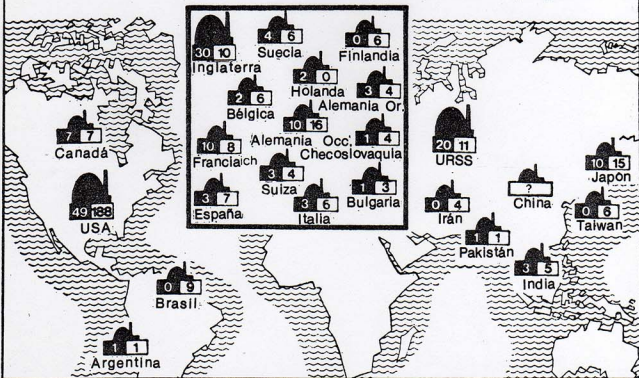 30 10
Inglaterra
4 6
Suecia
0 6
Finlandia
2 0
Holanda
3 4
Alemania Or.
2 6
Bélgica
10 16
Alemania Occ.
1 4
Checoslovaquia
10 8
Francia
3 4
Suiza
3 7
España
3 6
Italia
1 3
Bulgaria
7 7
Canadá
49 188
USA
0 9
Brasil
1 1
Argentina
20 11
URSS
0 4
Irán
1 1
Pakistán
3 5
India
?
China
10 15
Japón
0 6
Taiwan